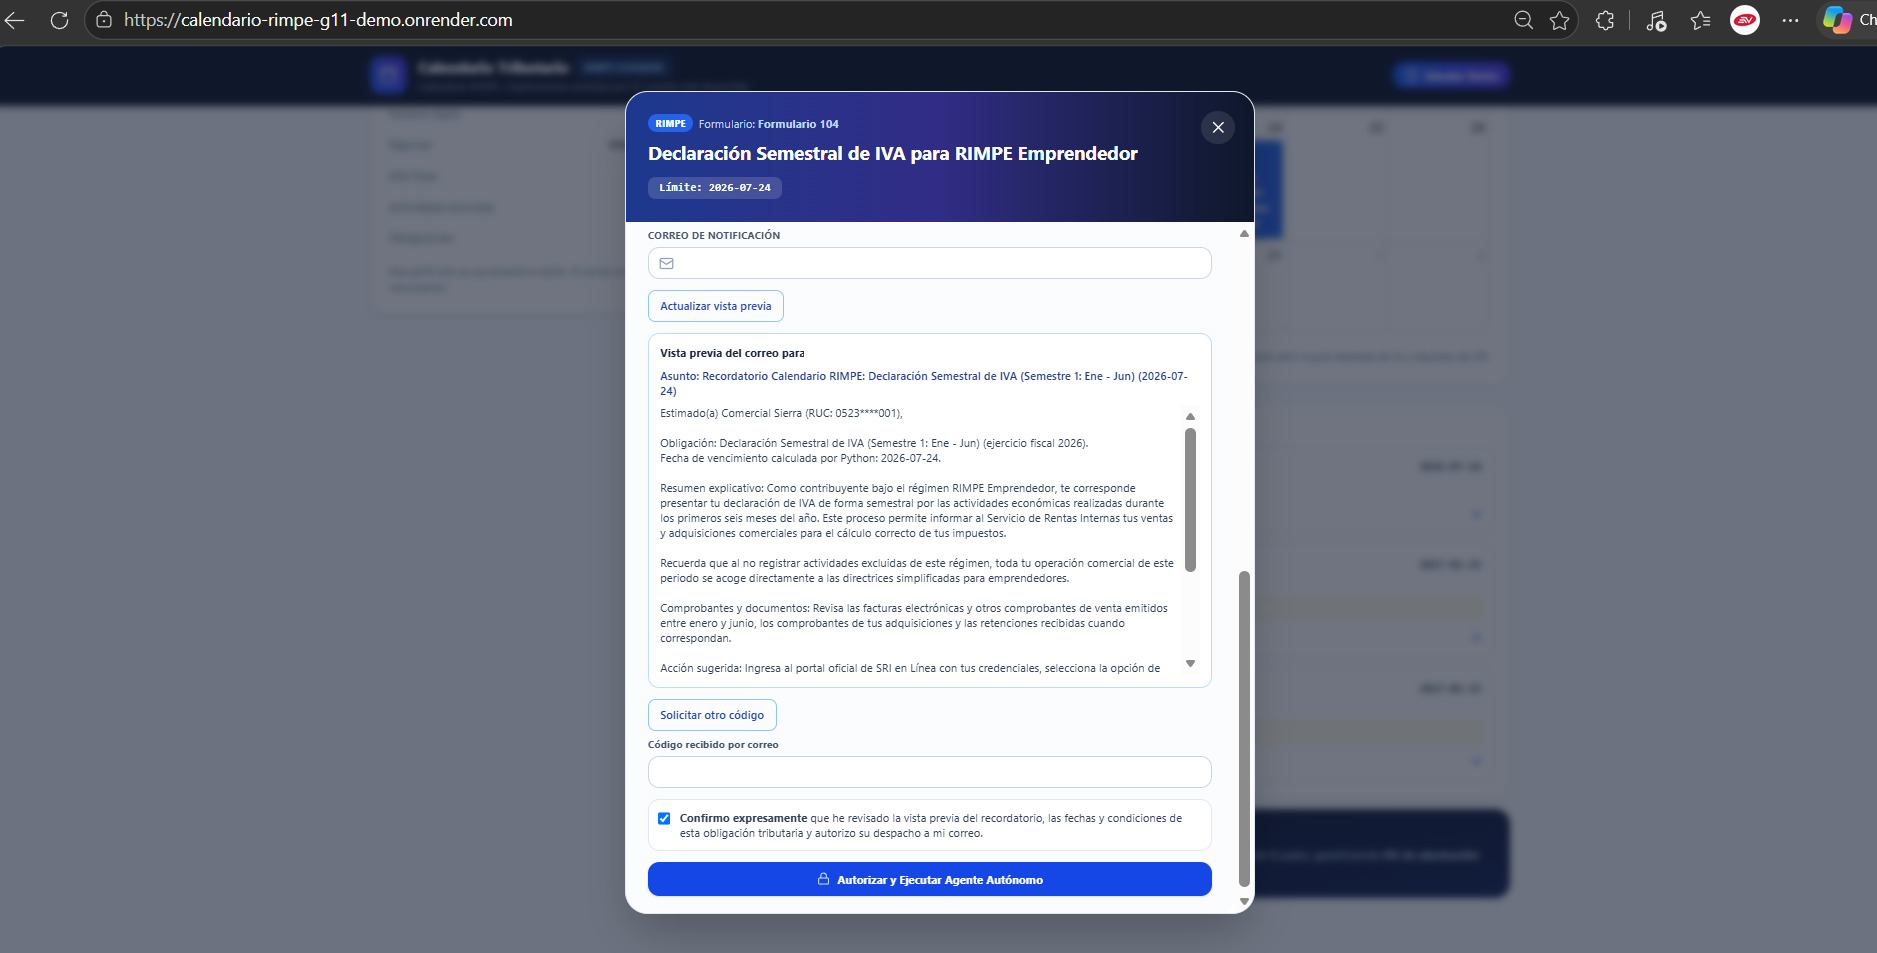 https://calendario-rimpe-g11-demo.onrender.com
Ch
Calendario Tributario
RIMPE Formulario: Formulario 104
Declaración Semestral de IVA para RIMPE Emprendedor
Límite: 2026-07-24
CORREO DE NOTIFICACIÓN
Actualizar vista previa
Vista previa del correo para
Asunto: Recordatorio Calendario RIMPE: Declaración Semestral de IVA (Semestre 1: Ene - Jun) (2026-07-
24)
Estimado(a) Comercial Sierra (RUC: 0523****001),
Obligación: Declaración Semestral de IVA (Semestre 1: Ene - Jun) (ejercicio fiscal 2026).
Fecha de vencimiento calculada por Python: 2026-07-24.
Resumen explicativo: Como contribuyente bajo el régimen RIMPE Emprendedor, te corresponde
presentar tu declaración de IVA de forma semestral por las actividades económicas realizadas durante
los primeros seis meses del año. Este proceso permite informar al Servicio de Rentas Internas tus ventas
y adquisiciones comerciales para el cálculo correcto de tus impuestos.
Recuerda que al no registrar actividades excluidas de este régimen, toda tu operación comercial de este
periodo se acoge directamente a las directrices simplificadas para emprendedores.
Comprobantes y documentos: Revisa las facturas electrónicas y otros comprobantes de venta emitidos
entre enero y junio, los comprobantes de tus adquisiciones y las retenciones recibidas cuando
correspondan.
Acción sugerida: Ingresa al portal oficial de SRI en Línea con tus credenciales, selecciona la opción de
Solicitar otro código
Código recibido por correo
Confirmo expresamente que he revisado la vista previa del recordatorio, las fechas y condiciones de
esta obligación tributaria y autorizo su despacho a mi correo.
Autorizar y Ejecutar Agente Autónomo